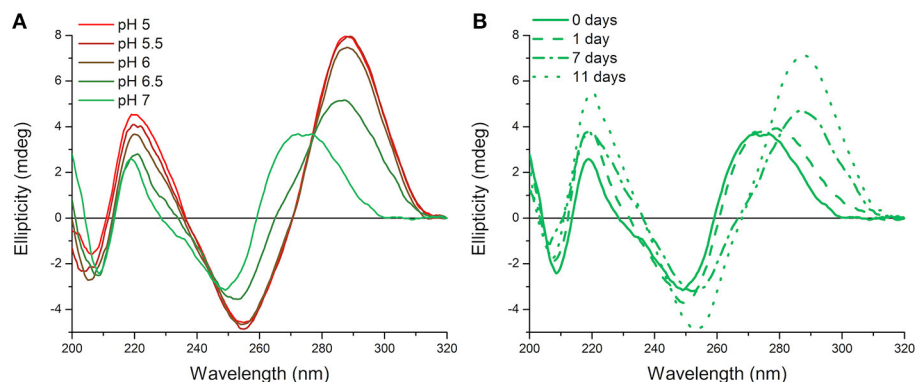 A
pH 5
pH 5.5
pH 6
pH 6.5
pH 7
8
6
4
2
0
-2
-4
Ellipticity (mdeg)
200 220 240 260 280 300 320
Wavelength (nm)
B
0 days
1 day
7 days
11 days
8
6
4
2
0
-2
-4
Ellipticity (mdeg)
200 220 240 260 280 300 320
Wavelength (nm)